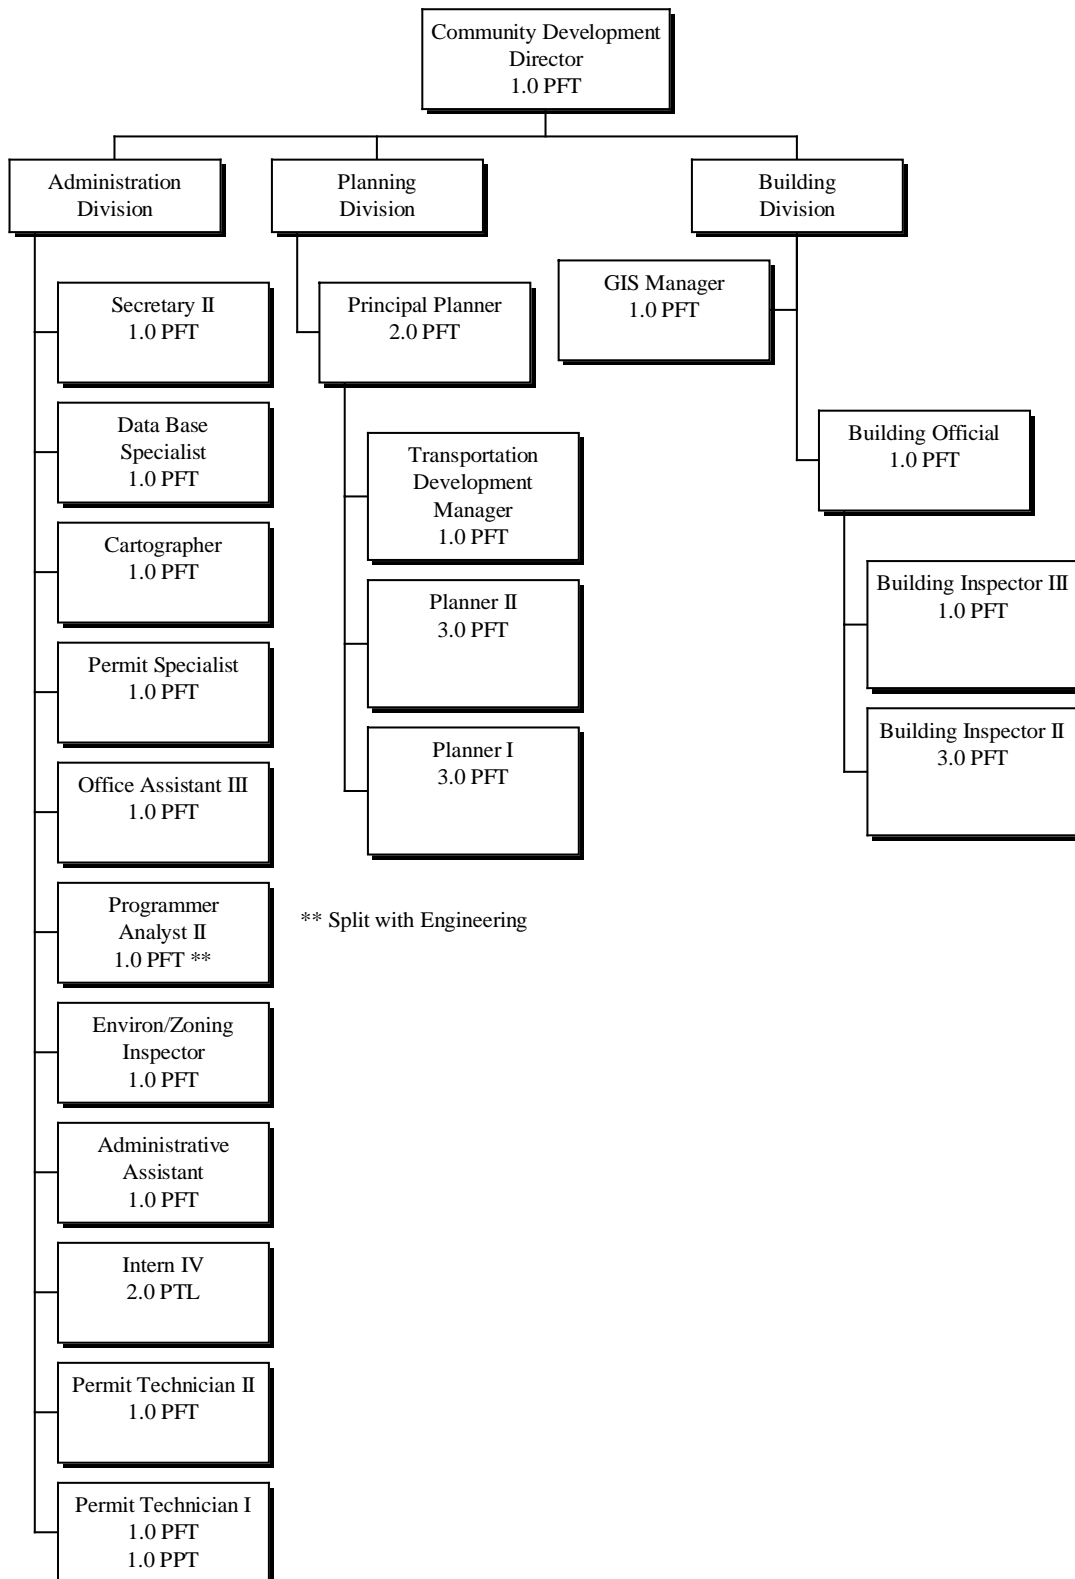 Community Development
Director
1.0 PFT
Administration
Division
Planning
Division
Building
Division
Secretary II
1.0 PFT
Data Base
Specialist
1.0 PFT
Cartographer
1.0 PFT
Permit Specialist
1.0 PFT
Office Assistant III
1.0 PFT
Programmer
Analyst II
1.0 PFT **
Environ/Zoning
Inspector
1.0 PFT
Administrative
Assistant
1.0 PFT
Intern IV
2.0 PTL
Permit Technician II
1.0 PFT
Permit Technician I
1.0 PFT
1.0 PPT
Principal Planner
2.0 PFT
Transportation
Development
Manager
1.0 PFT
Planner II
3.0 PFT
Planner I
3.0 PFT
** Split with Engineering
GIS Manager
1.0 PFT
Building Official
1.0 PFT
Building Inspector III
1.0 PFT
Building Inspector II
3.0 PFT